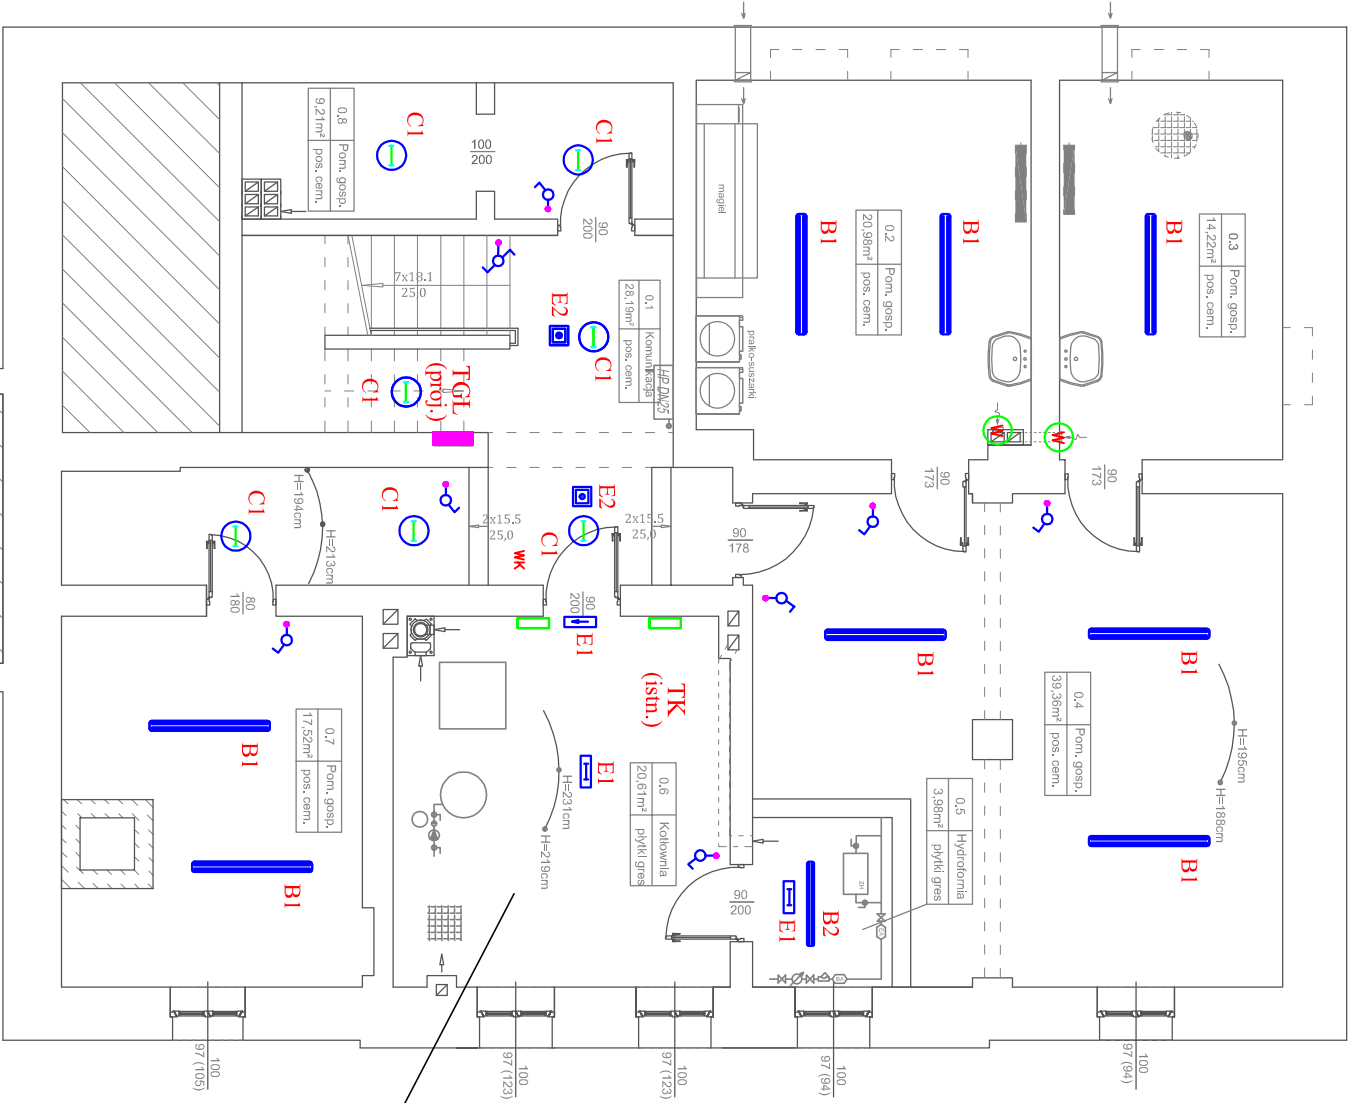 0.8 Pom. gosp.
9,21m² pos. cem.
C1
C1
100
200
90
200
magiel
B1
0.2 Pom. gosp.
20,98m² pos. cem.
B1
B1
0.3 Pom. gosp.
14,22m² pos. cem.
7x18.1
25.0
E2
0.1 Komunikacja
28,19m² pos. cem.
C1
pralko-suszarki
C1
TGL
(proj.)
HP DN25
W
W
90
173
90
173
H=194cm
C1
C1
H=213cm
2x15.5
25,0
E2
2x15.5
25,0
C1
WK
90
178
80
180
90
200
E1
B1
B1
TK
(istn.)
0.4 Pom. gosp.
39,36m² pos. cem.
H=195cm
H=188cm
0.7 Pom. gosp.
17,52m² pos. cem.
B1
E1
H=231cm
H=219cm
0.6 Kotłownia
20,61m² płytki gres
0.5 Hydrofornia
3,98m² płytki gres
B1
B1
90
200
E1
B2
ZH
100
97 (105)
100
97 (123)
100
97 (123)
100
97 (94)
100
97 (94)